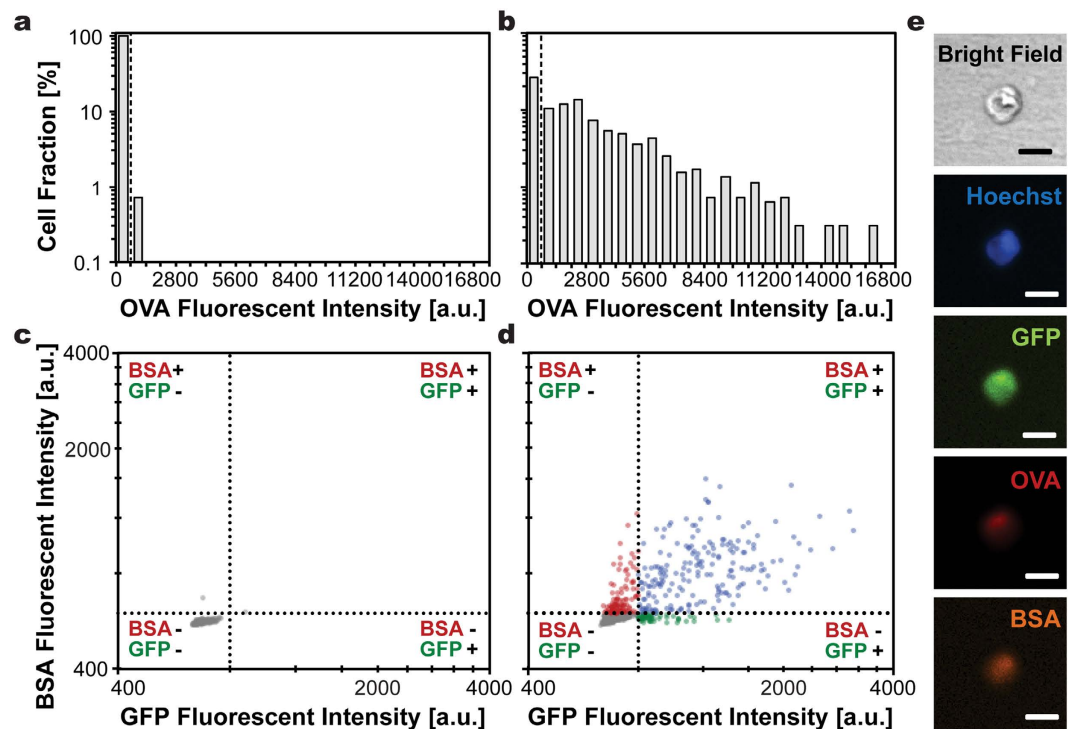 a
100
10
1
0.1
Cell Fraction [%]
0 2800 5600 8400 11200 14000 16800
OVA Fluorescent Intensity [a.u.]
b
0 2800 5600 8400 11200 14000 16800
OVA Fluorescent Intensity [a.u.]
c
4000
2000
400
BSA Fluorescent Intensity [a.u.]
BSA +
GFP -
BSA +
GFP +
BSA -
GFP -
BSA -
GFP +
400 2000 4000
GFP Fluorescent Intensity [a.u.]
d
BSA +
GFP -
BSA +
GFP +
BSA -
GFP -
BSA -
GFP +
400 2000 4000
GFP Fluorescent Intensity [a.u.]
e
Bright Field
Hoechst
GFP
OVA
BSA